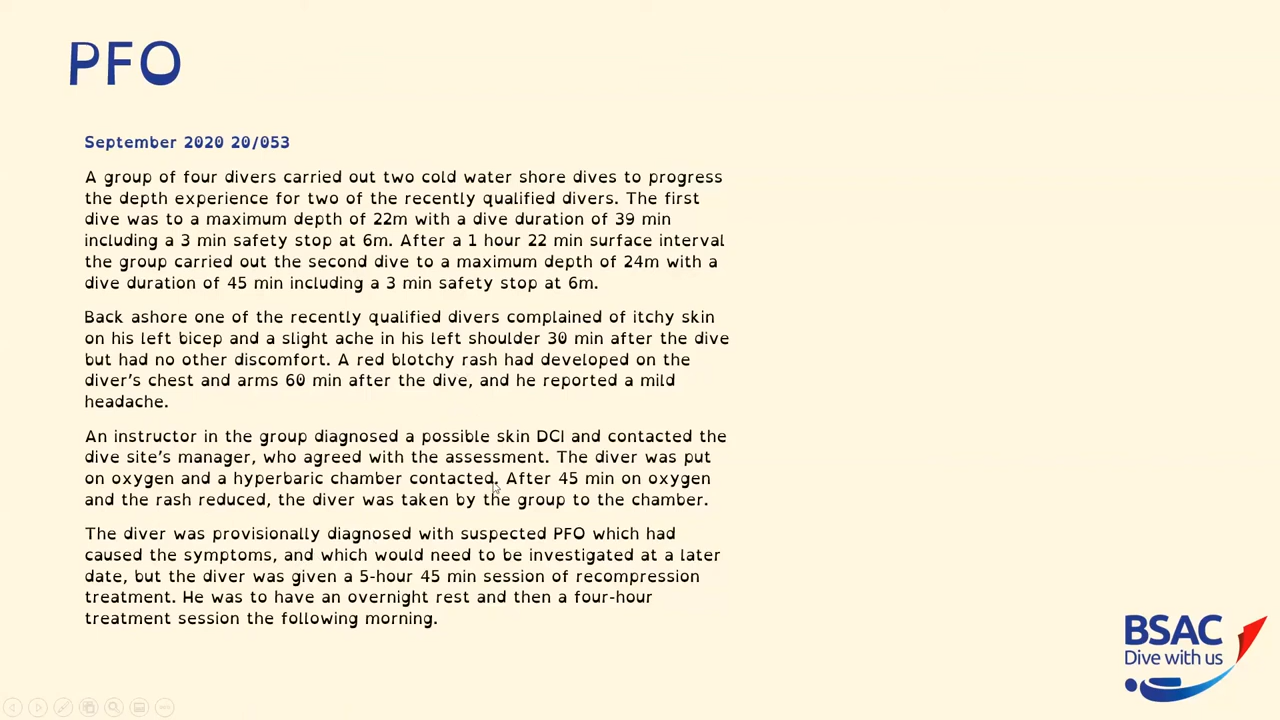 PFO
September 2020 20/053
A group of four divers carried out two cold water shore dives to progress
the depth experience for two of the recently qualified divers. The first
dive was to a maximum depth of 22m with a dive duration of 39 min
including a 3 min safety stop at 6m. After a 1 hour 22 min surface interval
the group carried out the second dive to a maximum depth of 24m with a
dive duration of 45 min including a 3 min safety stop at 6m.
Back ashore one of the recently qualified divers complained of itchy skin
on his left bicep and a slight ache in his left shoulder 30 min after the dive
but had no other discomfort. A red blotchy rash had developed on the
diver’s chest and arms 60 min after the dive, and he reported a mild
headache.
An instructor in the group diagnosed a possible skin DCI and contacted the
dive site’s manager, who agreed with the assessment. The diver was put
on oxygen and a hyperbaric chamber contacted. After 45 min on oxygen
and the rash reduced, the diver was taken by the group to the chamber.
The diver was provisionally diagnosed with suspected PFO which had
caused the symptoms, and which would need to be investigated at a later
date, but the diver was given a 5-hour 45 min session of recompression
treatment. He was to have an overnight rest and then a four-hour
treatment session the following morning.
BSAC
Dive with us